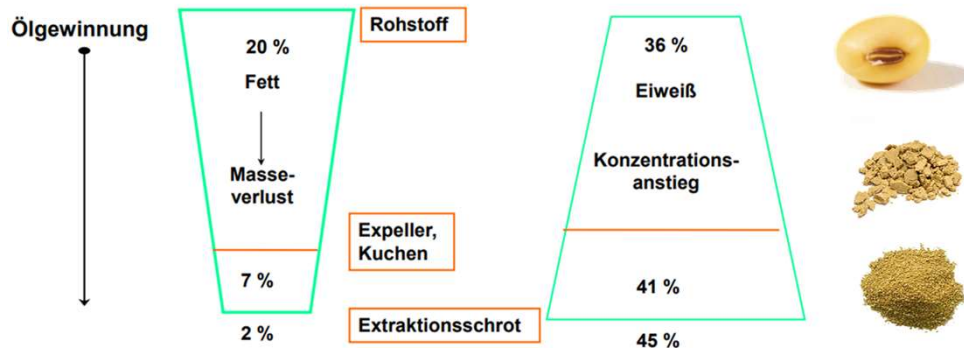 Ölgewinnung
Rohstoff
20 %
Fett
Masse-
verlust
Expeller,
Kuchen
7 %
2 %
Extraktionsschrot
36 %
Eiweiß
Konzentrations-
anstieg
41 %
45 %